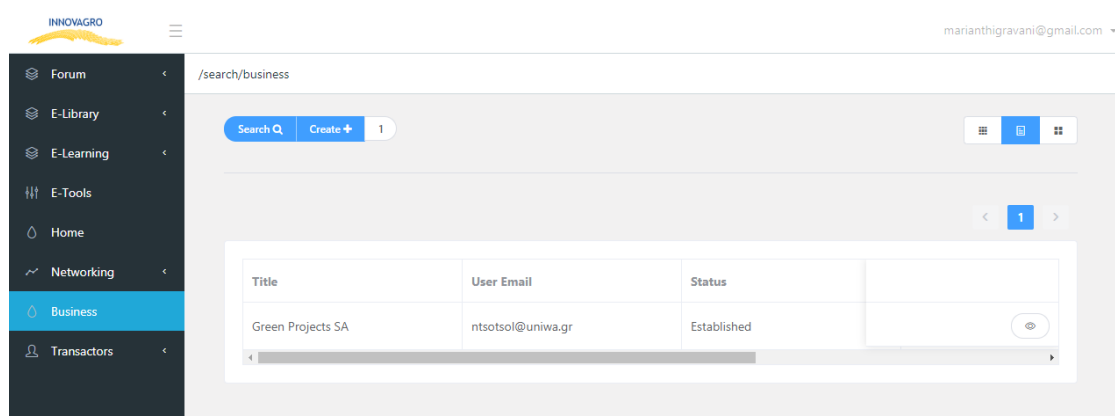 INNOVAGRO
marianthigravani@gmail.com
Forum
/search/business
E-Library
Search Create + 1
E-Learning
E-Tools
1
Home
Networking
Title User Email Status
Business
Green Projects SA ntsotsol@uniwa.gr Established
Transactors